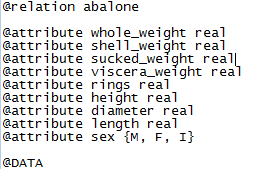 @relation abalone
@attribute whole_weight real
@attribute shell_weight real
@attribute sucked_weight real
@attribute viscera_weight real
@attribute rings real
@attribute height real
@attribute diameter real
@attribute length real
@attribute sex {M, F, I}
@DATA